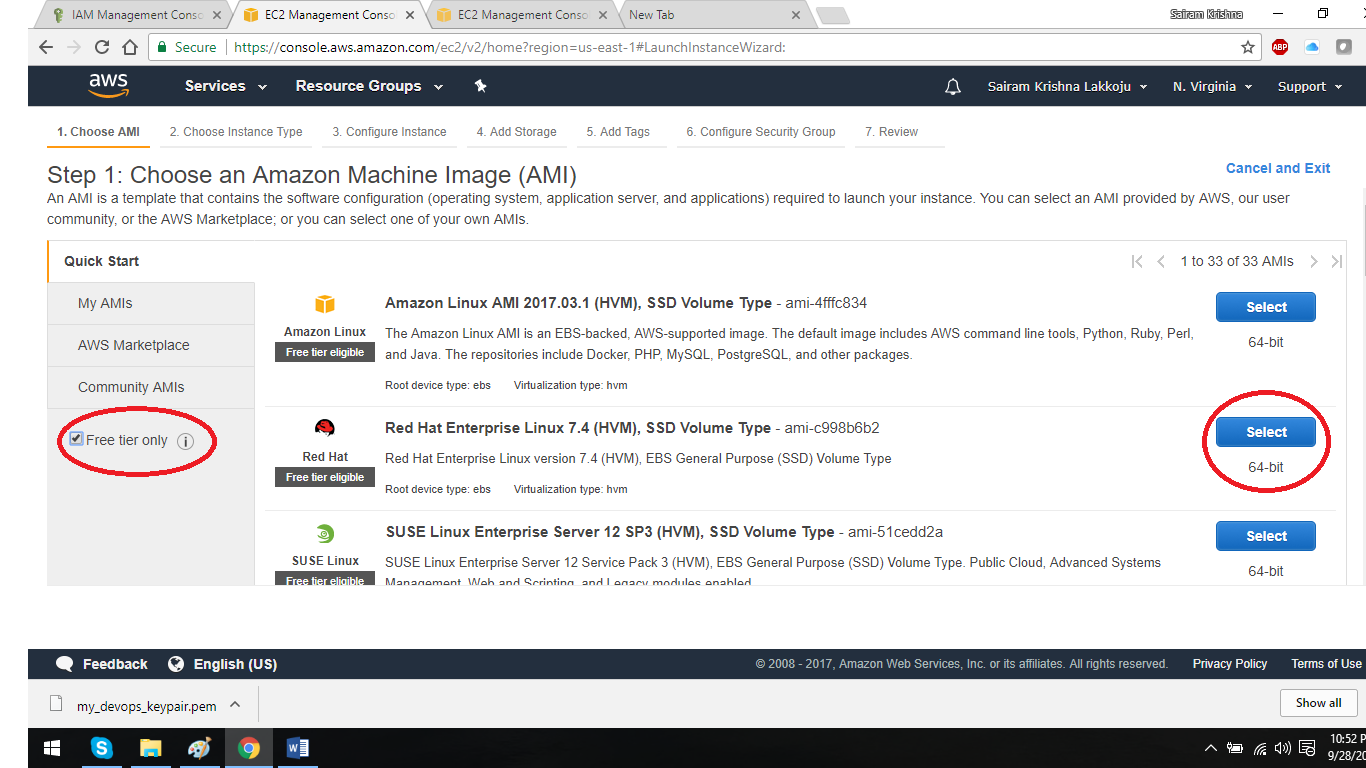 IAM Management Consc
EC2 Management Conso
EC2 Management Consc
New Tab
Sairam Krishna
Secure
https://console.aws.amazon.com/ec2/v2/home?region=us-east-1#LaunchInstanceWizard:
ABP
aws
Services
Resource Groups
Sairam Krishna Lakkoju
N. Virginia
Support
1. Choose AMI
2. Choose Instance Type
3. Configure Instance
4. Add Storage
5. Add Tags
6. Configure Security Group
7. Review
Step 1: Choose an Amazon Machine Image (AMI)
Cancel and Exit
An AMI is a template that contains the software configuration (operating system, application server, and applications) required to launch your instance. You can select an AMI provided by AWS, our user
community, or the AWS Marketplace; or you can select one of your own AMIs.
Quick Start
1 to 33 of 33 AMIs
My AMIs
AWS Marketplace
Community AMIs
Free tier only
i
Amazon Linux
Free tier eligible
Amazon Linux AMI 2017.03.1 (HVM), SSD Volume Type - ami-4fffc834
The Amazon Linux AMI is an EBS-backed, AWS-supported image. The default image includes AWS command line tools, Python, Ruby, Perl,
and Java. The repositories include Docker, PHP, MySQL, PostgreSQL, and other packages.
Root device type: ebs
Virtualization type: hvm
Select
64-bit
Red Hat
Free tier eligible
Red Hat Enterprise Linux 7.4 (HVM), SSD Volume Type - ami-c998b6b2
Red Hat Enterprise Linux version 7.4 (HVM), EBS General Purpose (SSD) Volume Type
Root device type: ebs
Virtualization type: hvm
Select
64-bit
SUSE Linux
Free tier eligible
SUSE Linux Enterprise Server 12 SP3 (HVM), SSD Volume Type - ami-51cedd2a
SUSE Linux Enterprise Server 12 Service Pack 3 (HVM), EBS General Purpose (SSD) Volume Type. Public Cloud, Advanced Systems
Management, Web and Scripting, and Legacy modules enabled
Select
64-bit
Feedback
English (US)
© 2008 - 2017, Amazon Web Services, Inc. or its affiliates. All rights reserved.
Privacy Policy
Terms of Use
my_devops_keypair.pem
Show all
10:52 P
9/28/20